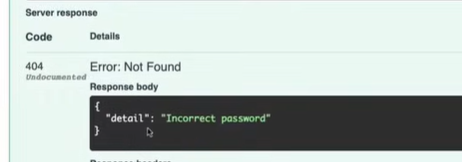 Server response
Code Details
404 Error: Not Found
Undocumented
Response body
{
"detail": "Incorrect password"
}